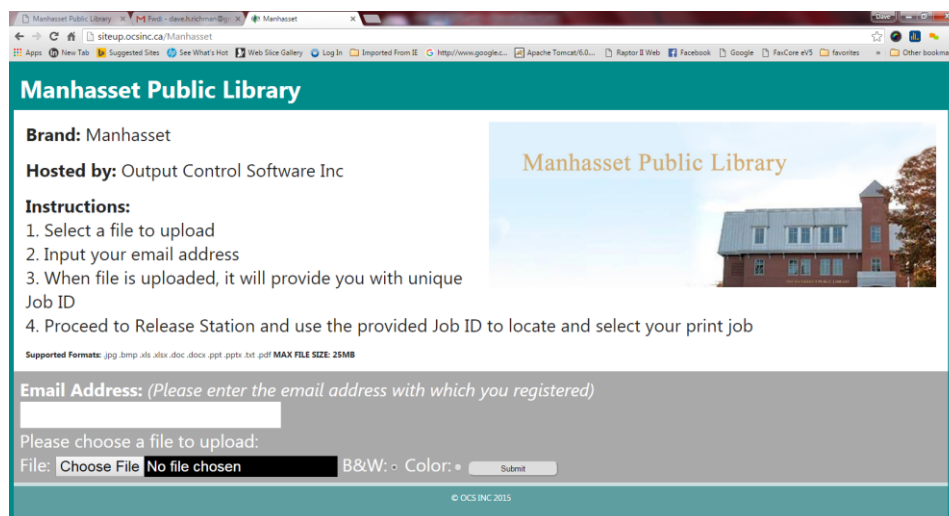 Manhasset Public Library
Manhasset
Dave
siteup.ocsinc.ca/Manhasset
Apps New Tab Suggested Sites See What's Hot Web Slice Gallery Log In Imported From IE http://www.google.c... Apache Tomcat/6.0... Raptor II Web Facebook Google FaxCore eV5 favorites » Other bookma
Manhasset Public Library
Brand: Manhasset
Manhasset Public Library
Hosted by: Output Control Software Inc
Instructions:
1. Select a file to upload
2. Input your email address
3. When file is uploaded, it will provide you with unique
Job ID
4. Proceed to Release Station and use the provided Job ID to locate and select your print job
Supported Formats: .jpg .bmp .xls .xlsx .doc .docx .ppt .pptx .txt .pdf MAX FILE SIZE: 25MB
Email Address: (Please enter the email address with which you registered)
Please choose a file to upload:
File: Choose File No file chosen B&W: Color: Submit
© OCS INC 2015